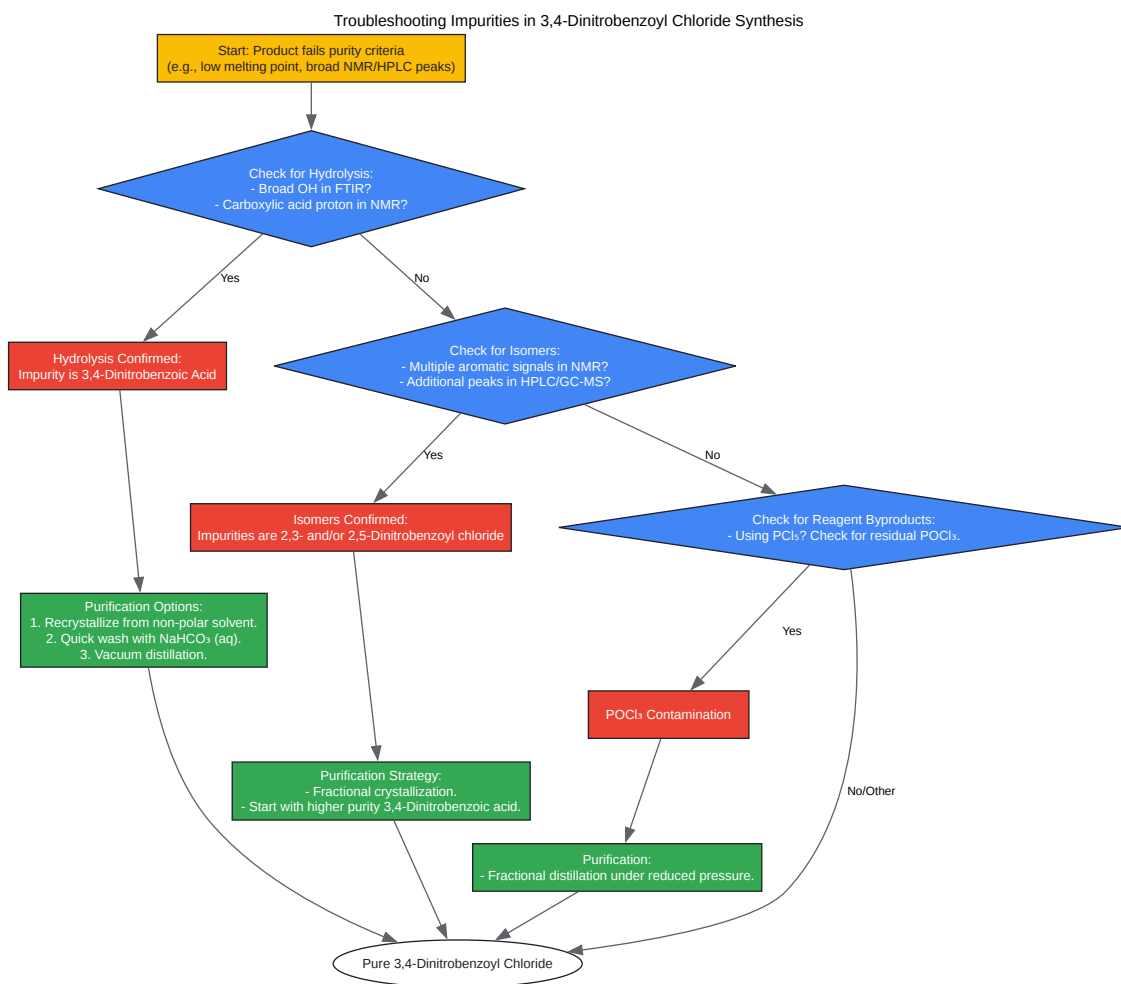 Troubleshooting Impurities in 3,4-Dinitrobenzoyl Chloride Synthesis
Start: Product fails purity criteria
(e.g., low melting point, broad NMR/HPLC peaks)
Check for Hydrolysis:
- Broad OH in FTIR?
- Carboxylic acid proton in NMR?
Yes
No
Hydrolysis Confirmed:
Impurity is 3,4-Dinitrobenzoic Acid
Check for Isomers:
- Multiple aromatic signals in NMR?
- Additional peaks in HPLC/GC-MS?
Yes
No
Isomers Confirmed:
Impurities are 2,3- and/or 2,5-Dinitrobenzoyl chloride
Check for Reagent Byproducts:
- Using PCl₅? Check for residual POCl₃.
Purification Options:
1. Recrystallize from non-polar solvent.
2. Quick wash with NaHCO₃ (aq).
3. Vacuum distillation.
Yes
POCl₃ Contamination
Purification Strategy:
- Fractional crystallization.
- Start with higher purity 3,4-Dinitrobenzoic acid.
No/Other
Purification:
- Fractional distillation under reduced pressure.
Pure 3,4-Dinitrobenzoyl Chloride